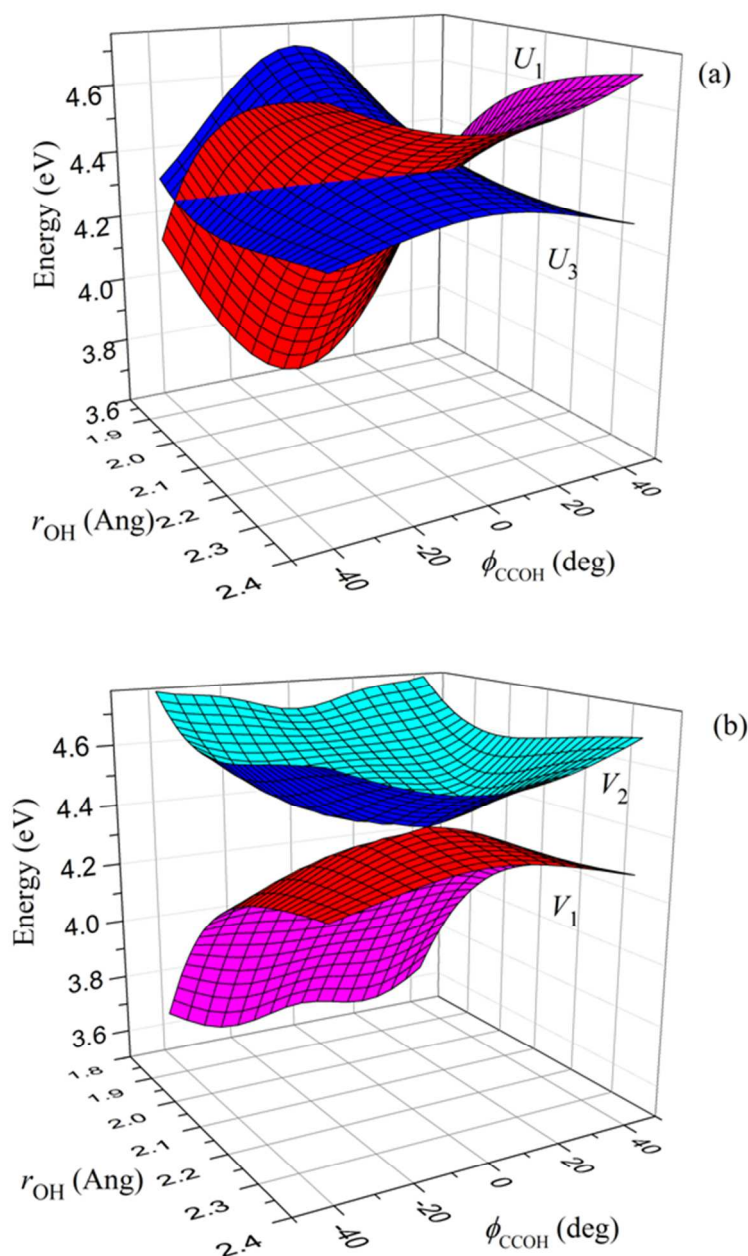 (a)
U1
U3
Energy (eV)
4.6
4.4
4.2
4.0
3.8
3.6
1.9
2.0
2.1
2.2
2.3
2.4
rOH (Ang)
-40
-20
0
20
40
ϕCCOH (deg)
(b)
V2
V1
Energy (eV)
4.6
4.4
4.2
4.0
3.8
3.6
1.8
1.9
2.0
2.1
2.2
2.3
2.4
rOH (Ang)
-40
-20
0
20
40
ϕCCOH (deg)